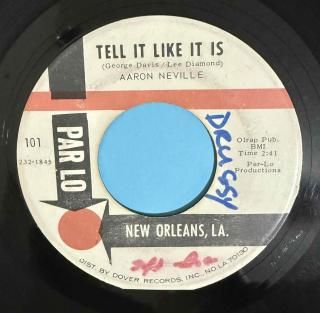 TELL IT LIKE IT IS
(George Davis / Lee Diamond)
AARON NEVILLE
101
232-1845
PAR LO
Olrap Pub.
BMI
Time 2:41
Par-Lo
Productions
NEW ORLEANS, LA.
DIST. BY DOVER RECORDS, INC., NO LA 70130